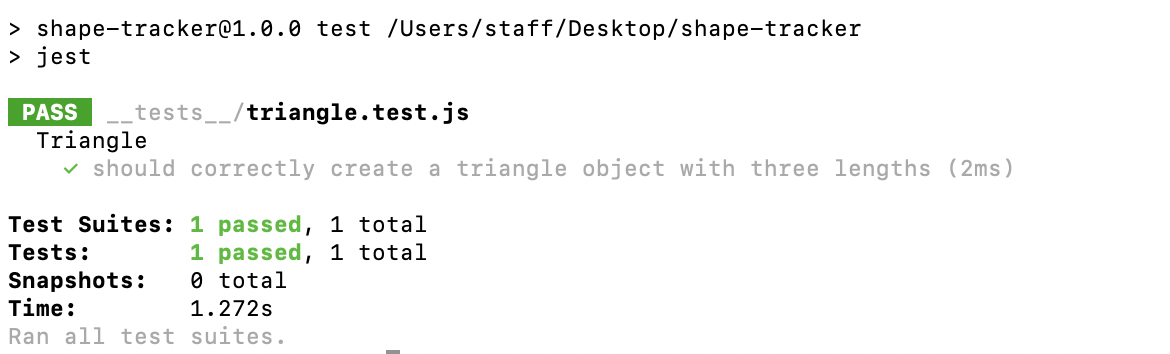 > shape-tracker@1.0.0 test /Users/staff/Desktop/shape-tracker
> jest
PASS __tests__/triangle.test.js
Triangle
✓ should correctly create a triangle object with three lengths (2ms)
Test Suites: 1 passed, 1 total
Tests: 1 passed, 1 total
Snapshots: 0 total
Time: 1.272s
Ran all test suites.